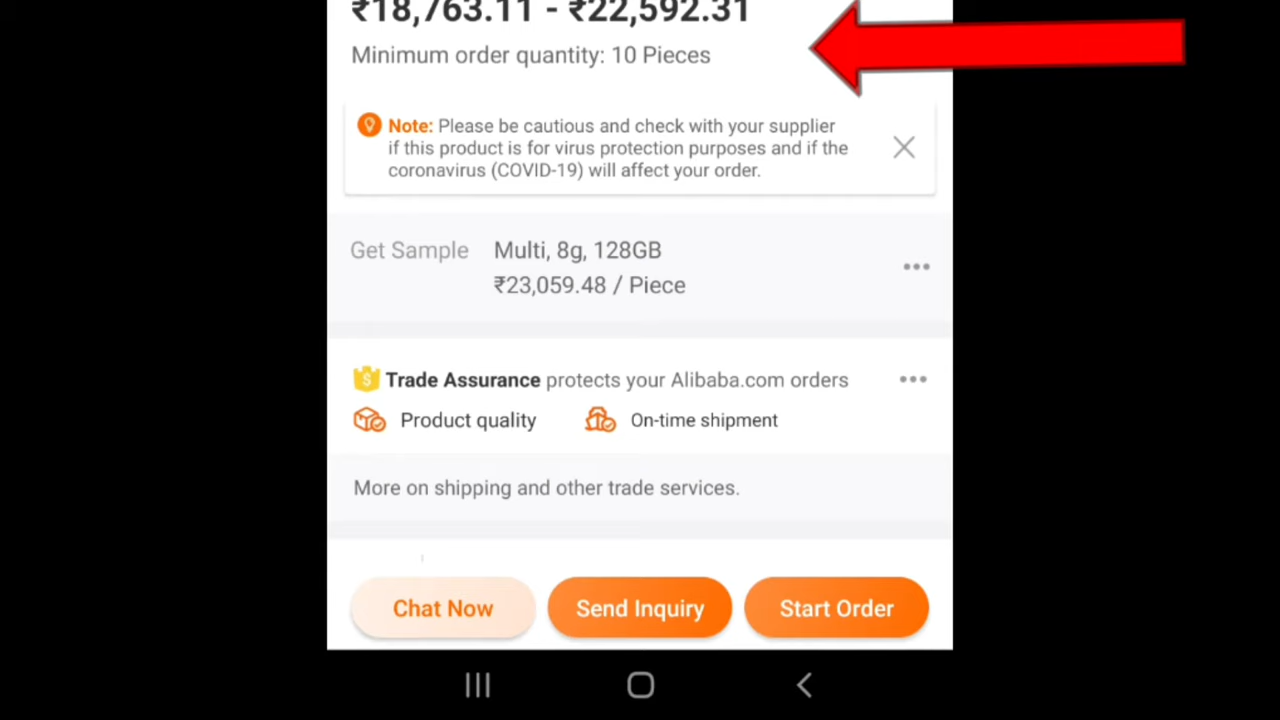 ₹18,763.11 - ₹22,592.31
Minimum order quantity: 10 Pieces
Note: Please be cautious and check with your supplier
if this product is for virus protection purposes and if the
coronavirus (COVID-19) will affect your order.
Get Sample Multi, 8g, 128GB
₹23,059.48 / Piece
Trade Assurance protects your Alibaba.com orders
Product quality On-time shipment
More on shipping and other trade services.
Chat Now Send Inquiry Start Order